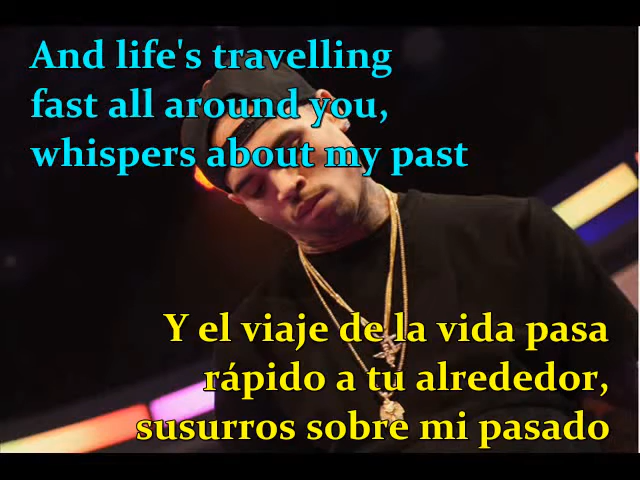 And life's travelling
fast all around you,
whispers about my past
Y el viaje de la vida pasa
rápido a tu alrededor,
susurros sobre mi pasado